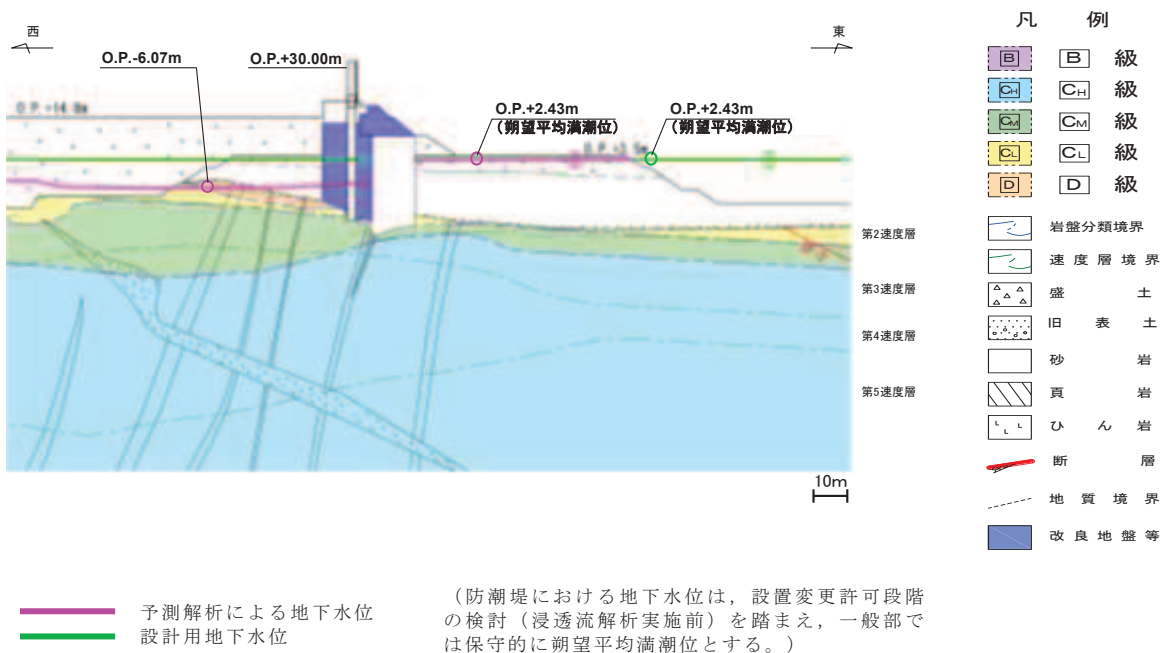 西
東
O.P.-6.07m
O.P.+30.00m
O.P.+2.43m
(朔望平均満潮位)
O.P.+2.43m
(朔望平均満潮位)
O.P.+14.8m
第2速度層
第3速度層
第4速度層
第5速度層
10m
凡 例
B B 級
CH CH 級
CM CM 級
CL CL 級
D D 級
岩盤分類境界
速度層境界
盛土
旧表土
砂岩
頁岩
ひん岩
断層
地質境界
改良地盤等
予測解析による地下水位
設計用地下水位
(防潮堤における地下水位は,設置変更許可段階
の検討(浸透流解析実施前)を踏まえ,一般部で
は保守的に朔望平均満潮位とする。)